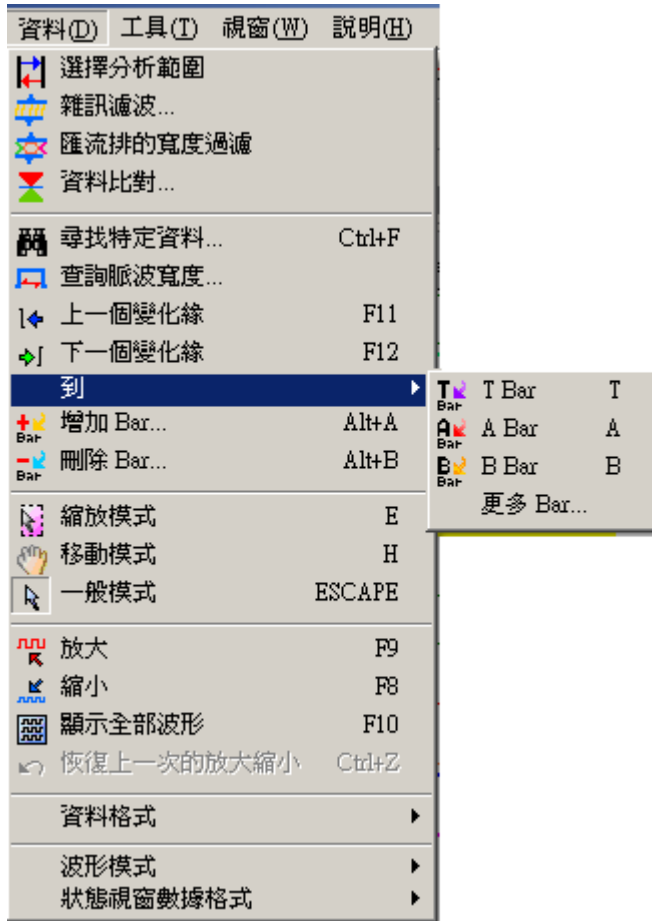 資料(D) 工具(T) 視窗(W) 說明(H)
選擇分析範圍
雜訊濾波...
匯流排的寬度過濾
資料比對...
尋找特定資料... Ctrl+F
查詢脈波寬度...
上一個變化緣 F11
下一個變化緣 F12
到
T Bar T Bar T
增加 Bar... Alt+A
A Bar A Bar A
刪除 Bar... Alt+B
B Bar B Bar B
更多 Bar...
縮放模式 E
移動模式 H
一般模式 ESCAPE
放大 F9
縮小 F8
顯示全部波形 F10
恢復上一次的放大縮小 Ctrl+Z
資料格式
波形模式
狀態視窗數據格式